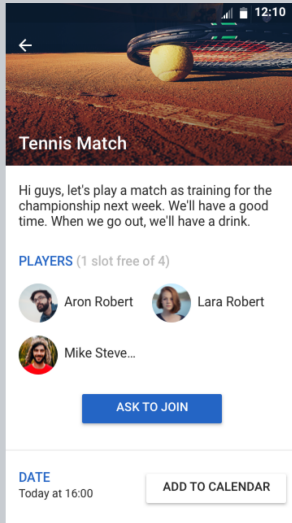 12:10
Tennis Match
Hi guys, let's play a match as training for the
championship next week. We'll have a good
time. When we go out, we'll have a drink.
PLAYERS (1 slot free of 4)
Aron Robert
Lara Robert
Mike Steve...
ASK TO JOIN
DATE
Today at 16:00
ADD TO CALENDAR